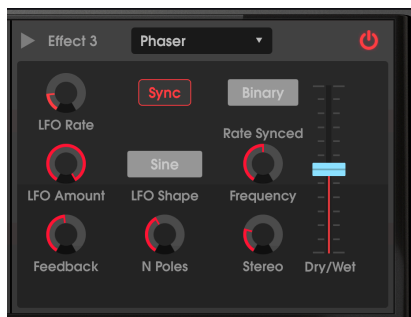 Effect 3
Phaser
Sync
Binary
LFO Rate
Rate Synced
Sine
LFO Amount
LFO Shape
Frequency
Feedback
N Poles
Stereo
Dry/Wet